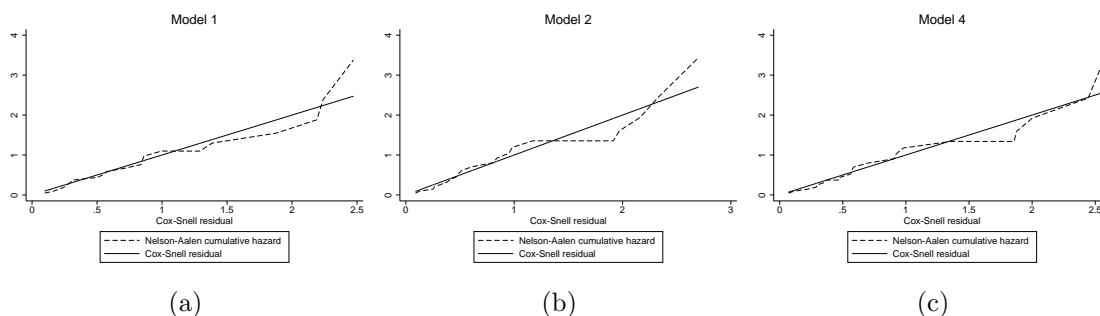 Model 1
4
3
2
1
0
0 .5 1 1.5 2 2.5
Cox-Snell residual
Nelson-Aalen cumulative hazard
Cox-Snell residual
(a)
Model 2
4
3
2
1
0
0 1 2 3
Cox-Snell residual
Nelson-Aalen cumulative hazard
Cox-Snell residual
(b)
Model 4
4
3
2
1
0
0 .5 1 1.5 2 2.5
Cox-Snell residual
Nelson-Aalen cumulative hazard
Cox-Snell residual
(c)